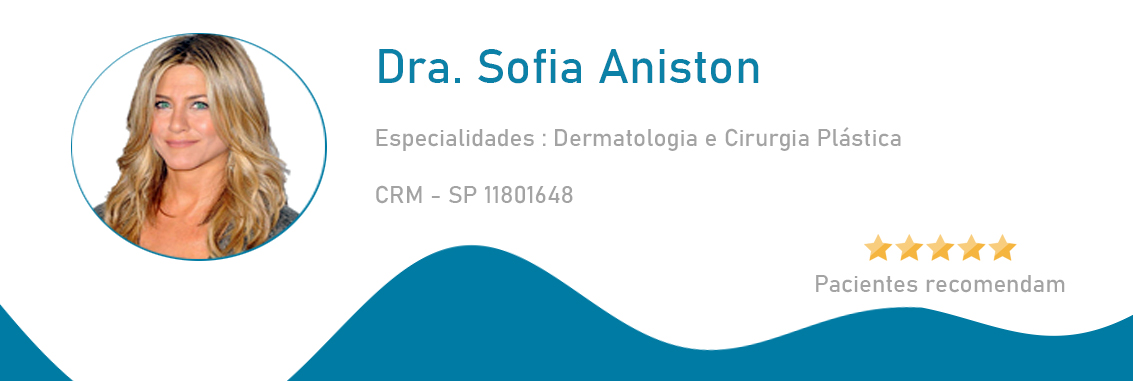 Dra. Sofia Aniston
Especialidades : Dermatologia e Cirurgia Plástica
CRM - SP 11801648
Pacientes recomendam